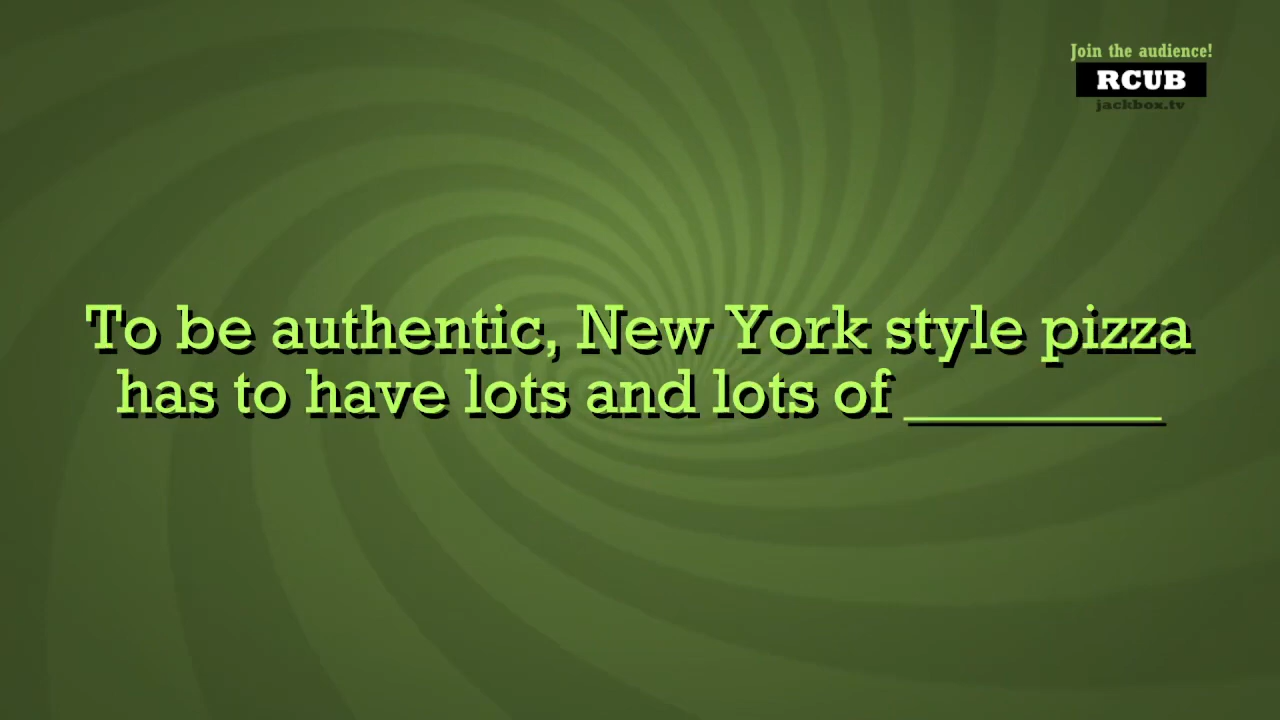 Join the audience!
RCUB
jackbox.tv
To be authentic, New York style pizza
has to have lots and lots of ________